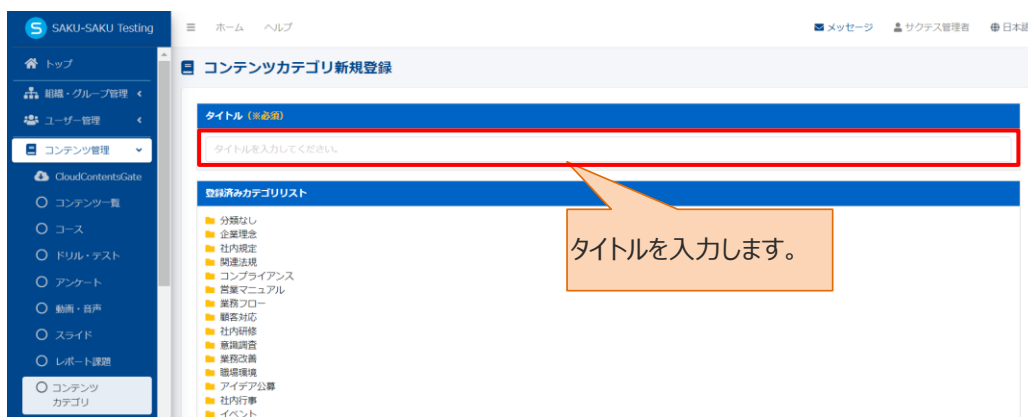 SAKU-SAKU Testing
ホーム
ヘルプ
メッセージ
サクテス管理者
日本語
トップ
組織・グループ管理
ユーザー管理
コンテンツ管理
CloudContentsGate
コンテンツ一覧
コース
ドリル・テスト
アンケート
動画・音声
スライド
レポート課題
コンテンツ
カテゴリ
コンテンツカテゴリ新規登録
タイトル（※必須）
タイトルを入力してください。
タイトルを入力します。
登録済みカテゴリリスト
分類なし
企業理念
社内規定
関連法規
コンプライアンス
営業マニュアル
業務フロー
顧客対応
社内研修
意識調査
業務改善
職場環境
アイデア公募
社内行事
イベント